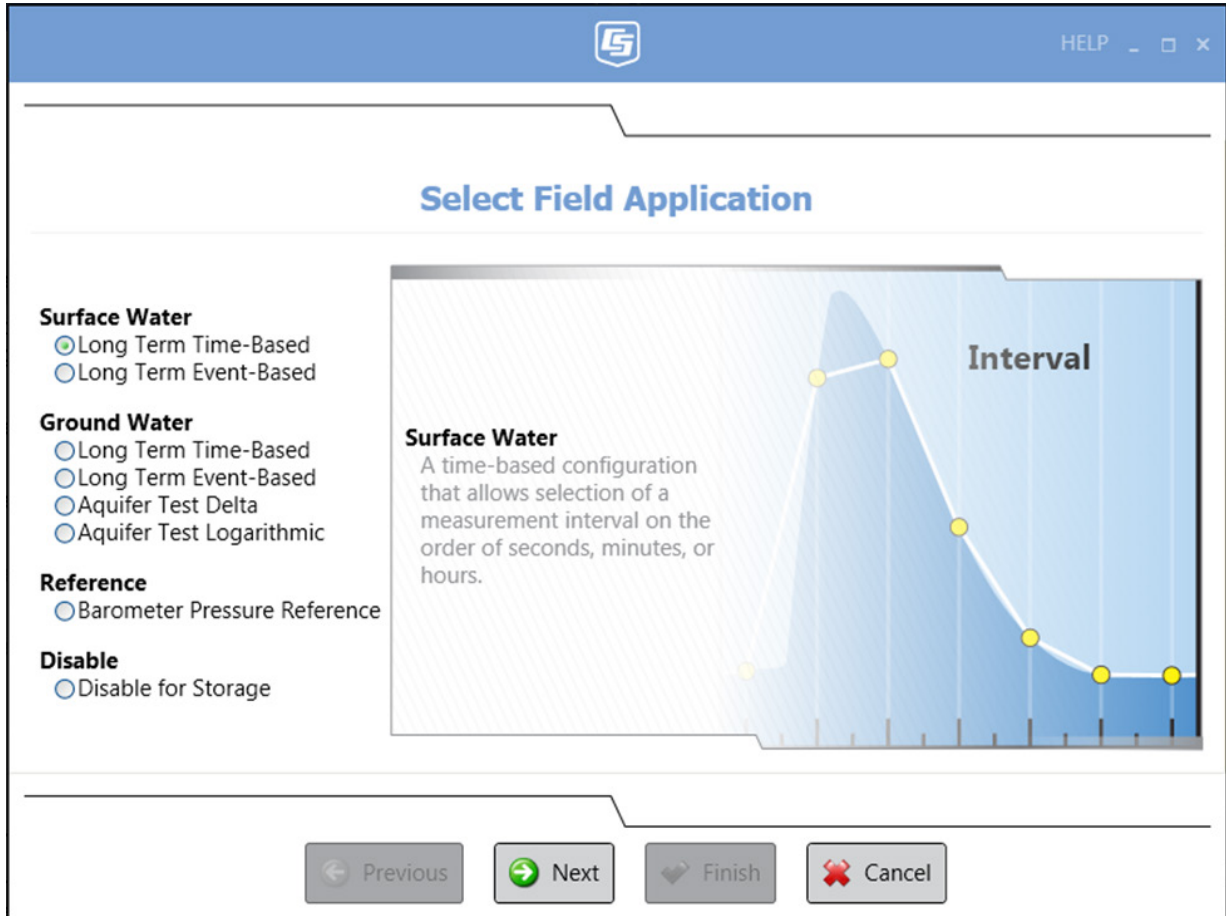 HELP
Select Field Application
Surface Water
Long Term Time-Based
Long Term Event-Based
Ground Water
Long Term Time-Based
Long Term Event-Based
Aquifer Test Delta
Aquifer Test Logarithmic
Reference
Barometer Pressure Reference
Disable
Disable for Storage
Interval
Surface Water
A time-based configuration
that allows selection of a
measurement interval on the
order of seconds, minutes, or
hours.
Previous
Next
Finish
Cancel